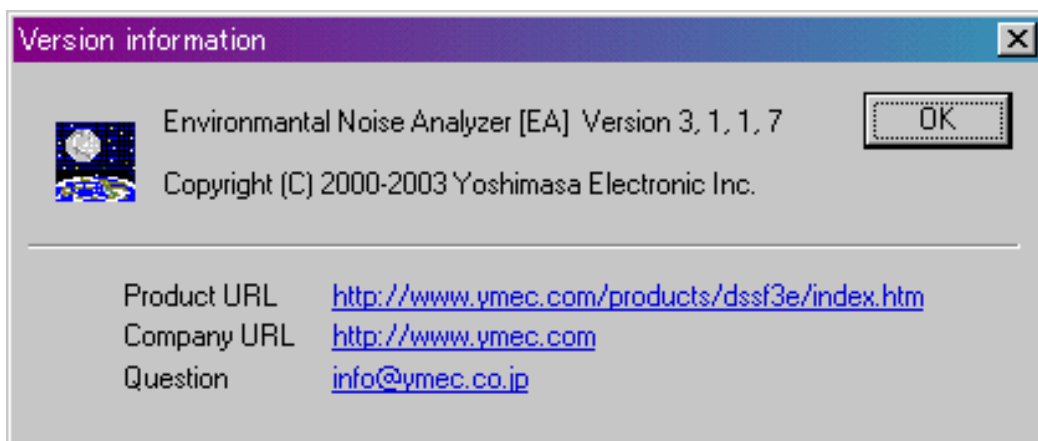 Version information
Environmantal Noise Analyzer [EA] Version 3, 1, 1, 7
OK
Copyright (C) 2000-2003 Yoshimasa Electronic Inc.
Product URL http://www.ymec.com/products/dssf3e/index.htm
Company URL http://www.ymec.com
Question info@ymec.co.jp